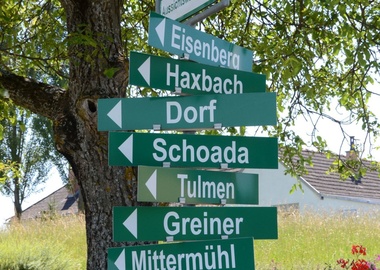 Eisenberg
Haxbach
Dorf
Schoada
Tulmen
Greiner
Mittermühl